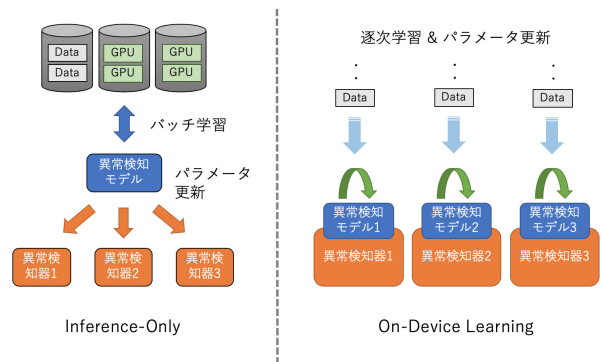 Data
Data
GPU
GPU
GPU
GPU
バッチ学習
異常検知
モデル
パラメータ
更新
異常検
知器1
異常検
知器2
異常検
知器3
Inference-Only
逐次学習 & パラメータ更新
Data
Data
Data
異常検知
モデル1
異常検知
モデル2
異常検知
モデル3
異常検知器1
異常検知器2
異常検知器3
On-Device Learning